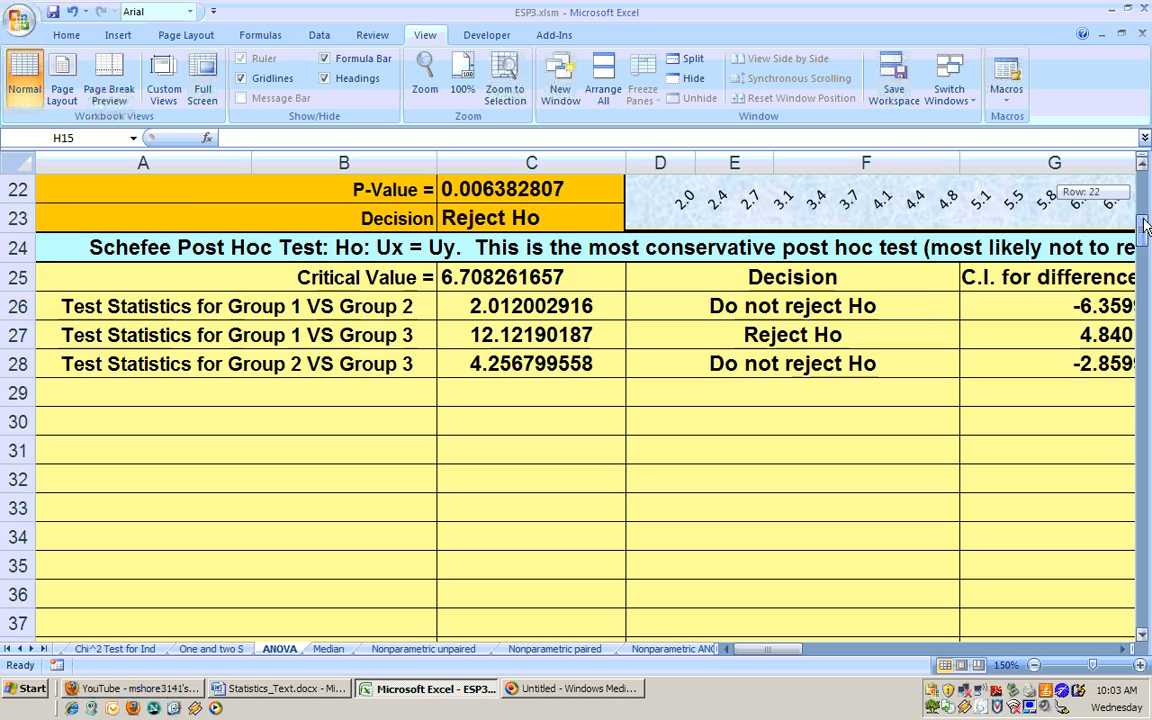 ESP3.xlsm - Microsoft Excel
Arial
Home Insert Page Layout Formulas Data Review View Developer Add-Ins
Normal
Page Layout
Page Break Preview
Custom Views
Full Screen
Workbook Views
Ruler
Formula Bar
Gridlines
Headings
Message Bar
Show/Hide
Zoom
100%
Zoom to Selection
Zoom
New Window
Arrange All
Freeze Panes
Split
Hide
Unhide
View Side by Side
Synchronous Scrolling
Reset Window Position
Save Workspace
Switch Windows
Window
Macros
Macros
H15
fx
A B C D E F G
22 P-Value = 0.006382807 2.0 2.4 2.7 3.1 3.4 3.7 4.1 4.4 4.8 5.1 5.5 5.8
Row: 22
23 Decision Reject Ho
24 Schefee Post Hoc Test: Ho: Ux = Uy. This is the most conservative post hoc test (most likely not to re
25 Critical Value = 6.708261657 Decision C.I. for difference
26 Test Statistics for Group 1 VS Group 2 2.012002916 Do not reject Ho -6.359
27 Test Statistics for Group 1 VS Group 3 12.12190187 Reject Ho 4.840
28 Test Statistics for Group 2 VS Group 3 4.256799558 Do not reject Ho -2.859
29
30
31
32
33
34
35
36
37
Chi^2 Test for Ind One and two S ANOVA Median Nonparametric unpaired Nonparametric paired Nonparametric AN
Ready 150%
Start YouTube - mshore3141's... Statistics_Text.docx - Mi... Microsoft Excel - ESP3... Untitled - Windows Medi...
10:03 AM
Wednesday